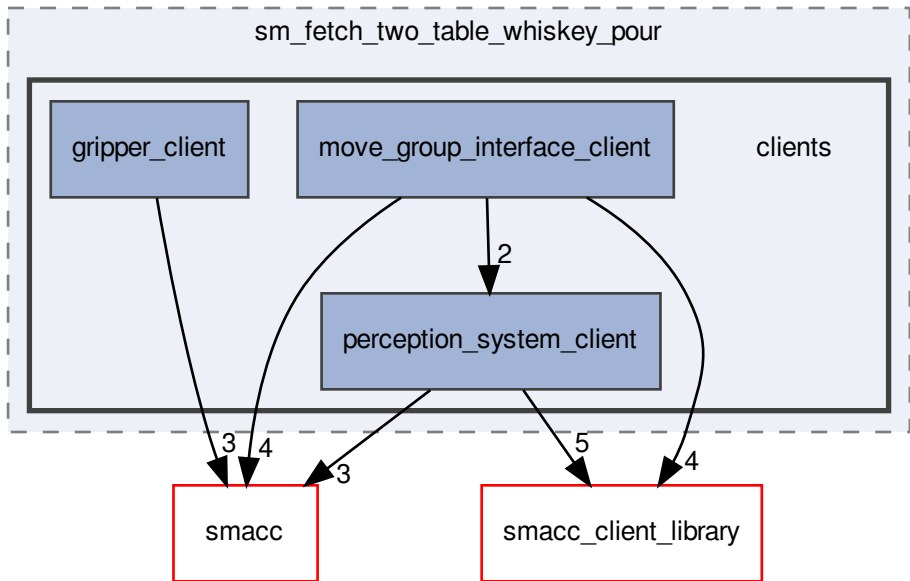 sm_fetch_two_table_whiskey_pour
gripper_client
move_group_interface_client
clients
2
perception_system_client
3
4
3
5
4
smacc
smacc_client_library